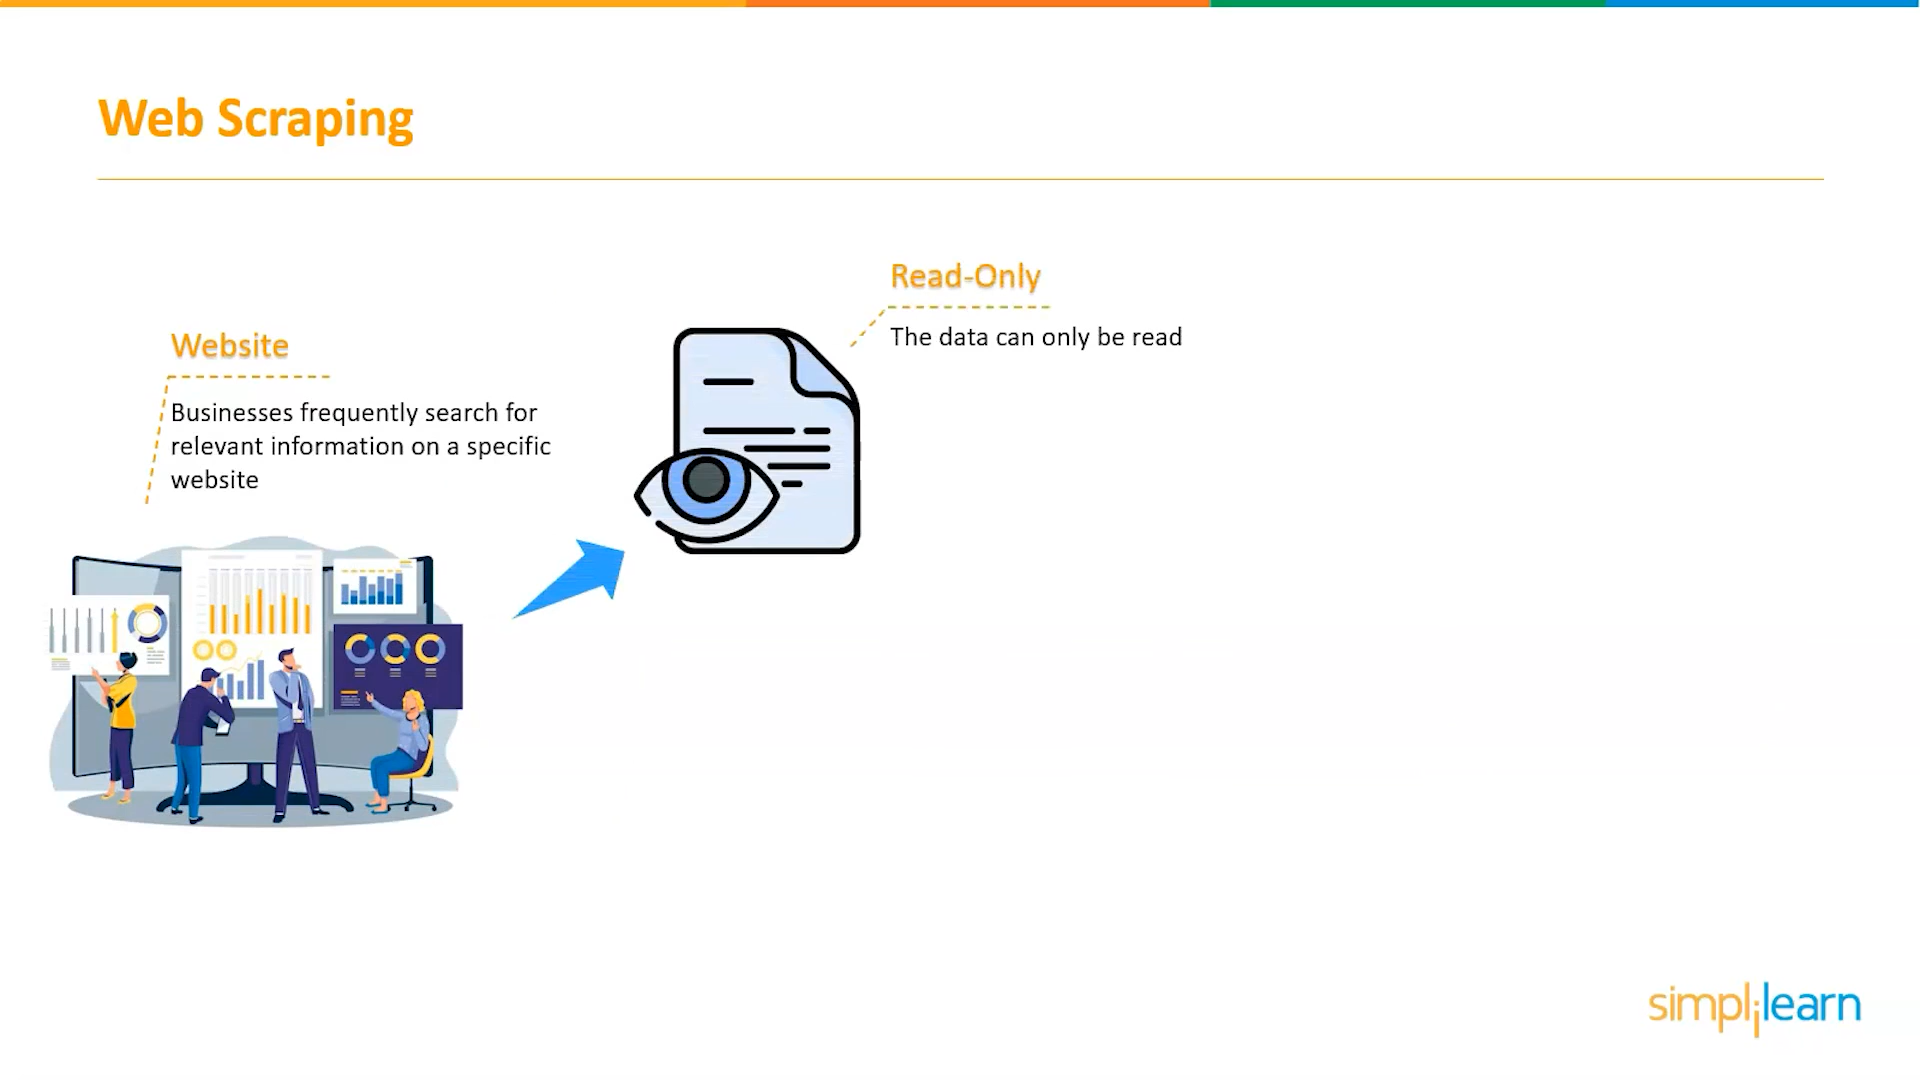 Web Scraping
Read-Only
The data can only be read
Website
Businesses frequently search for
relevant information on a specific
website
simplilearn